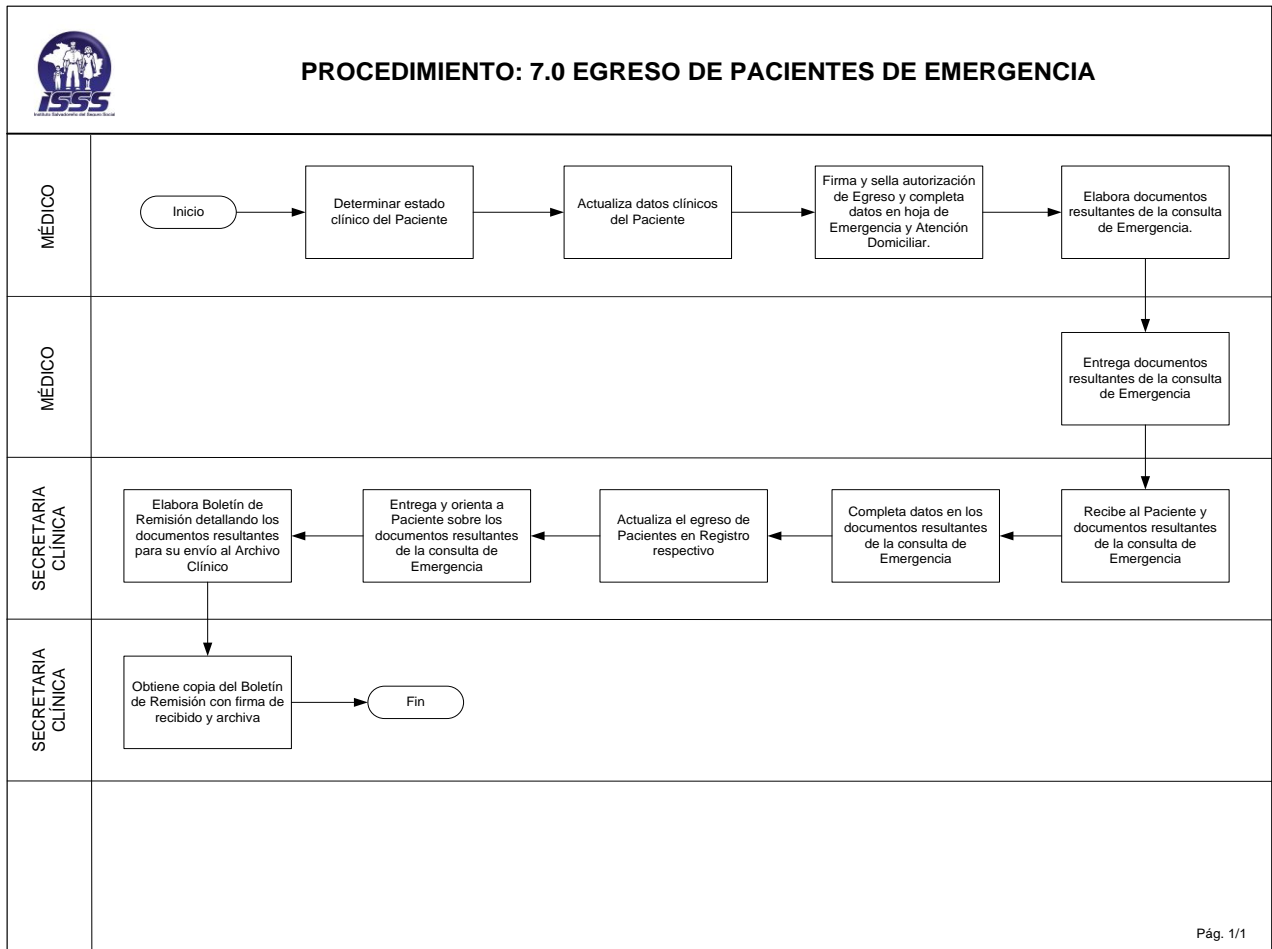 ISSS
Instituto Salvadoreño del Seguro Social
PROCEDIMIENTO: 7.0 EGRESO DE PACIENTES DE EMERGENCIA
MÉDICO
Inicio
Determinar estado
clínico del Paciente
Actualiza datos clínicos
del Paciente
Firma y sella autorización
de Egreso y completa
datos en hoja de
Emergencia y Atención
Domiciliar.
Elabora documentos
resultantes de la consulta
de Emergencia.
MÉDICO
Entrega documentos
resultantes de la consulta
de Emergencia
SECRETARIA
CLÍNICA
Elabora Boletín de
Remisión detallando los
documentos resultantes
para su envío al Archivo
Clínico
Entrega y orienta a
Paciente sobre los
documentos resultantes
de la consulta de
Emergencia
Actualiza el egreso de
Pacientes en Registro
respectivo
Completa datos en los
documentos resultantes
de la consulta de
Emergencia
Recibe al Paciente y
documentos resultantes
de la consulta de
Emergencia
SECRETARIA
CLÍNICA
Obtiene copia del Boletín
de Remisión con firma de
recibido y archiva
Fin
Pág. 1/1